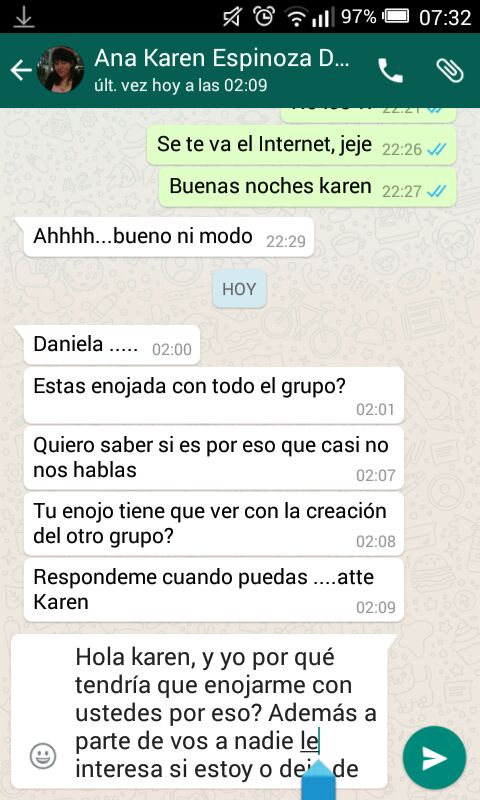 97% 07:32
Ana Karen Espinoza D...
últ. vez hoy a las 02:09
22:21
Se te va el Internet, jeje 22:26
Buenas noches karen 22:27
Ahhhh...bueno ni modo 22:29
HOY
Daniela ..... 02:00
Estas enojada con todo el grupo?
02:01
Quiero saber si es por eso que casi no
nos hablas 02:07
Tu enojo tiene que ver con la creación
del otro grupo? 02:08
Respondeme cuando puedas ....atte
Karen 02:09
Hola karen, y yo por qué
tendría que enojarme con
ustedes por eso? Además a
parte de vos a nadie le
interesa si estoy o de